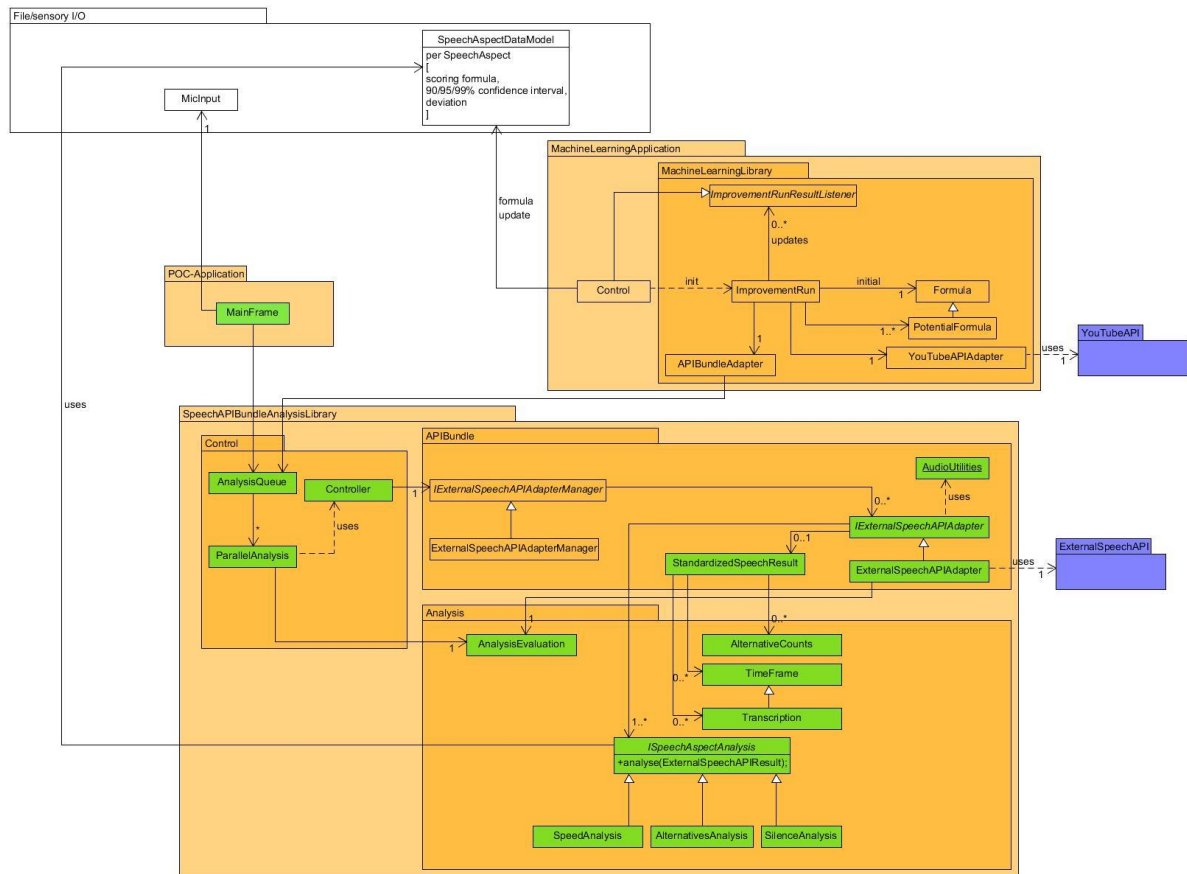 File/sensory I/O
SpeechAspectDataModel
per SpeechAspect
[
scoring formula,
90/95/99% confidence interval,
deviation
]
MicInput
1
MachineLearningApplication
MachineLearningLibrary
ImprovementRunResultListener
formula
update
0..*
updates
POC-Application
MainFrame
Control
init
ImprovementRun
initial
1
Formula
1..*
PotentialFormula
1
APIBundleAdapter
1
YouTubeAPIAdapter
uses
1
YouTubeAPI
uses
SpeechAPIBundleAnalysisLibrary
Control
APIBundle
AnalysisQueue
Controller
1
IExternalSpeechAPIAdapterManager
AudioUtilities
uses
0..*
*
uses
IExternalSpeechAPIAdapter
ParallelAnalysis
ExternalSpeechAPIAdapterManager
0..1
StandardizedSpeechResult
ExternalSpeechAPIAdapter
uses
1
ExternalSpeechAPI
Analysis
1
0..*
1
AnalysisEvaluation
AlternativeCounts
0..*
TimeFrame
1..*
0..*
Transcription
ISpeechAspectAnalysis
+analyse(ExternalSpeechAPIResult);
SpeedAnalysis
AlternativesAnalysis
SilenceAnalysis